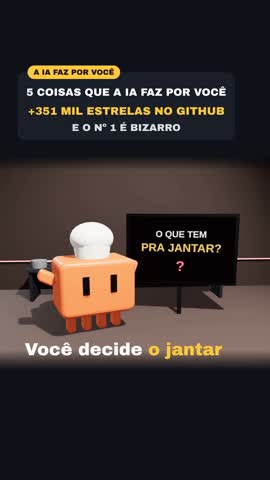 A IA FAZ POR VOCÊ
5 COISAS QUE A IA FAZ POR VOCÊ
+351 MIL ESTRELAS NO GITHUB
E O Nº 1 É BIZARRO
O QUE TEM
PRA JANTAR?
?
Você decide o jantar